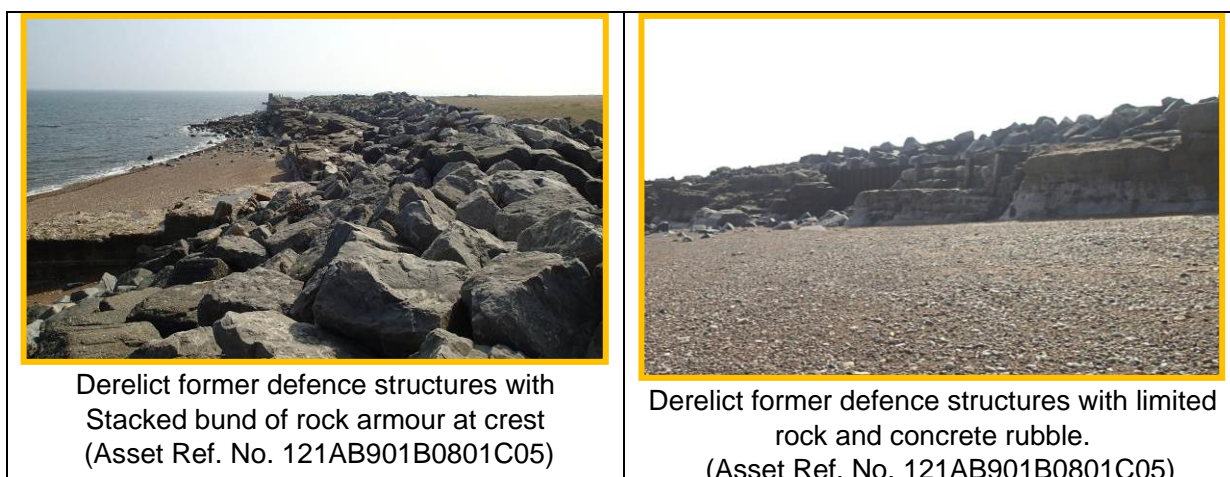 Derelict former defence structures with
Stacked bund of rock armour at crest
(Asset Ref. No. 121AB901B0801C05)
Derelict former defence structures with limited
rock and concrete rubble.
(Asset Ref. No. 121AB901B0801C05)